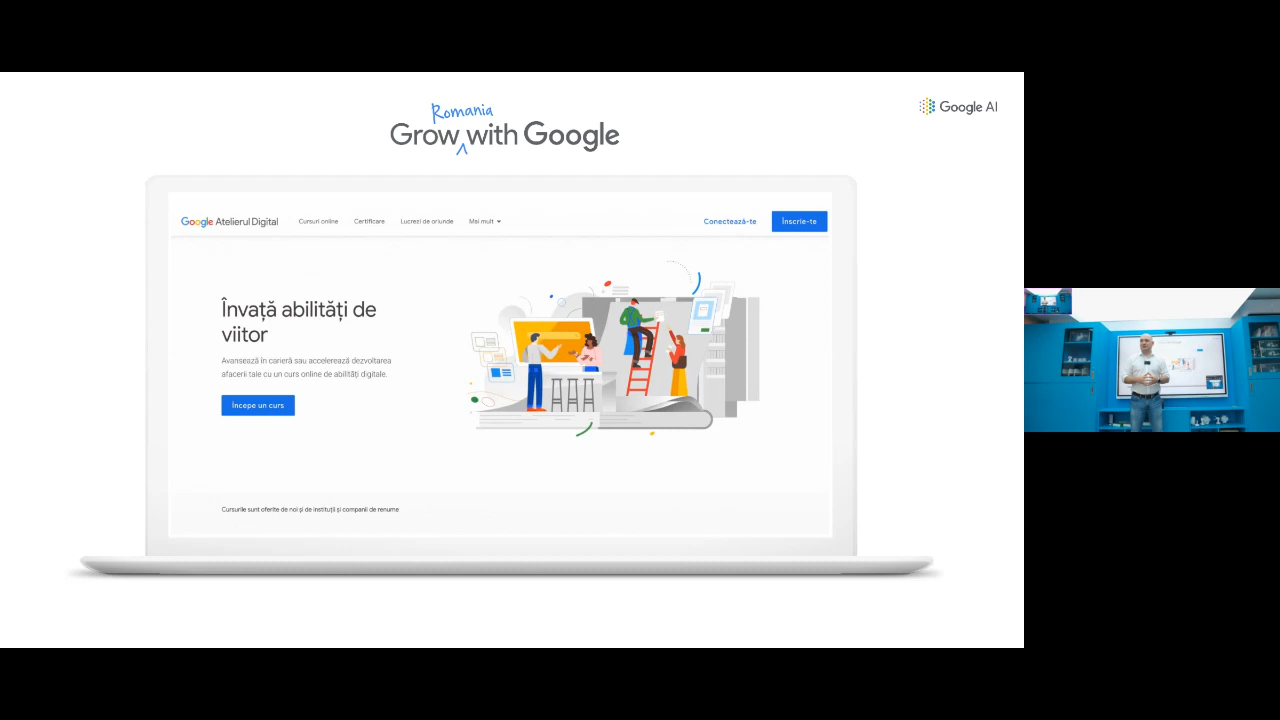 Romania
Grow with Google
Google AI
Google Atelierul Digital
Cursuri online
Certificare
Lucrezi de oriunde
Mai mult
Conectează-te
Înscrie-te
Învață abilități de
viitor
Avansează în carieră sau accelerează dezvoltarea
afacerii tale cu un curs online de abilități digitale.
Începe un curs
Cursurile sunt oferite de noi și de instituții și companii de renume